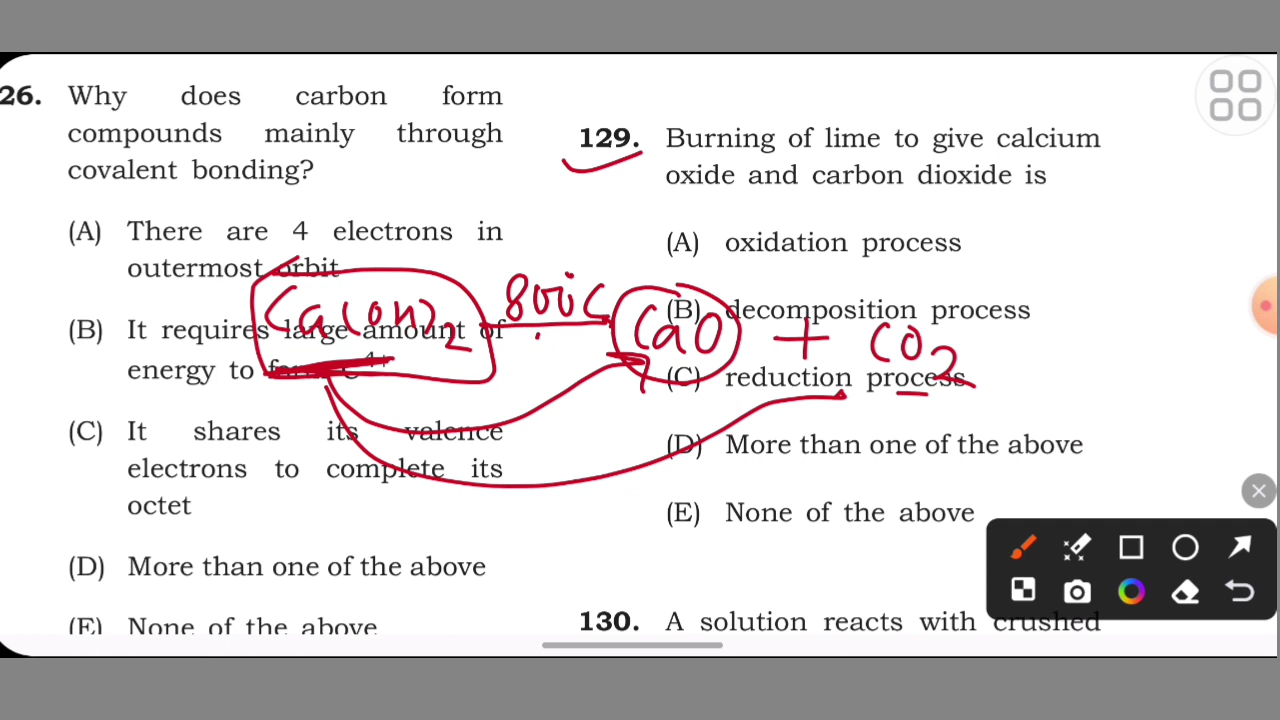 26. Why does carbon form
compounds mainly through
covalent bonding?
(A) There are 4 electrons in
outermost orbit
(B) It requires large amount of
energy to form C4+
(C) It shares its valence
electrons to complete its
octet
(D) More than one of the above
(E) None of the above
129. Burning of lime to give calcium
oxide and carbon dioxide is
(A) oxidation process
(B) decomposition process
(C) reduction process
(D) More than one of the above
(E) None of the above
130. A solution reacts with crushed
Ca(OH)2 800°C CaO + CO2